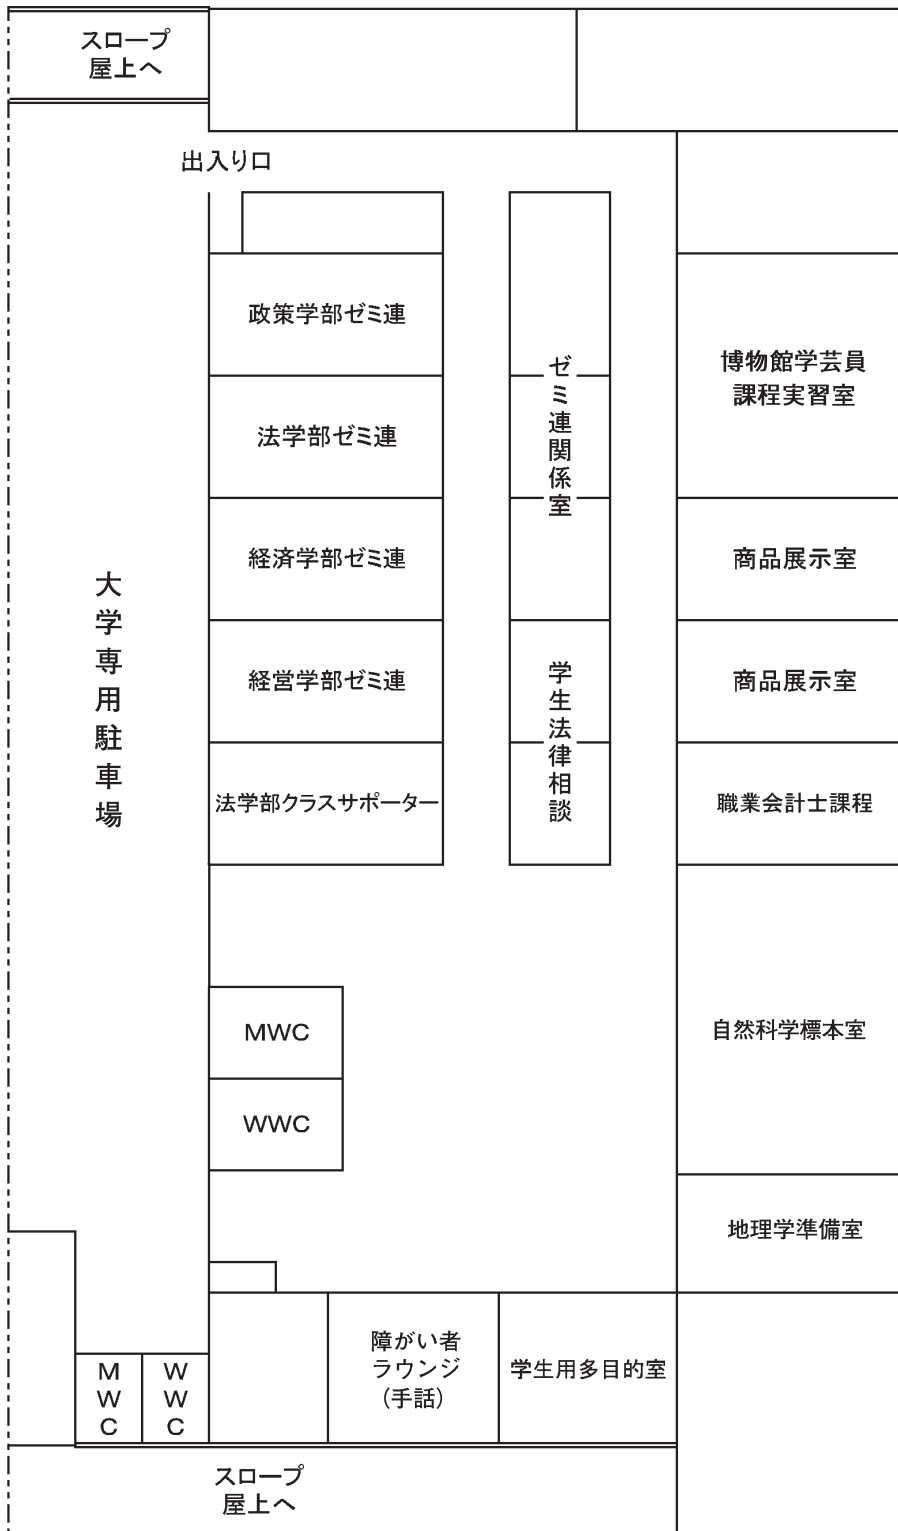 スロープ
屋上へ
出入り口
政策学部ゼミ連
法学部ゼミ連
経済学部ゼミ連
経営学部ゼミ連
法学部クラスサポーター
ゼミ連関係室
学生法律相談
博物館学芸員
課程実習室
商品展示室
商品展示室
職業会計士課程
自然科学標本室
地理学準備室
大学専用駐車場
MWC
WWC
MWC
WWC
障がい者
ラウンジ
(手話)
学生用多目的室
スロープ
屋上へ